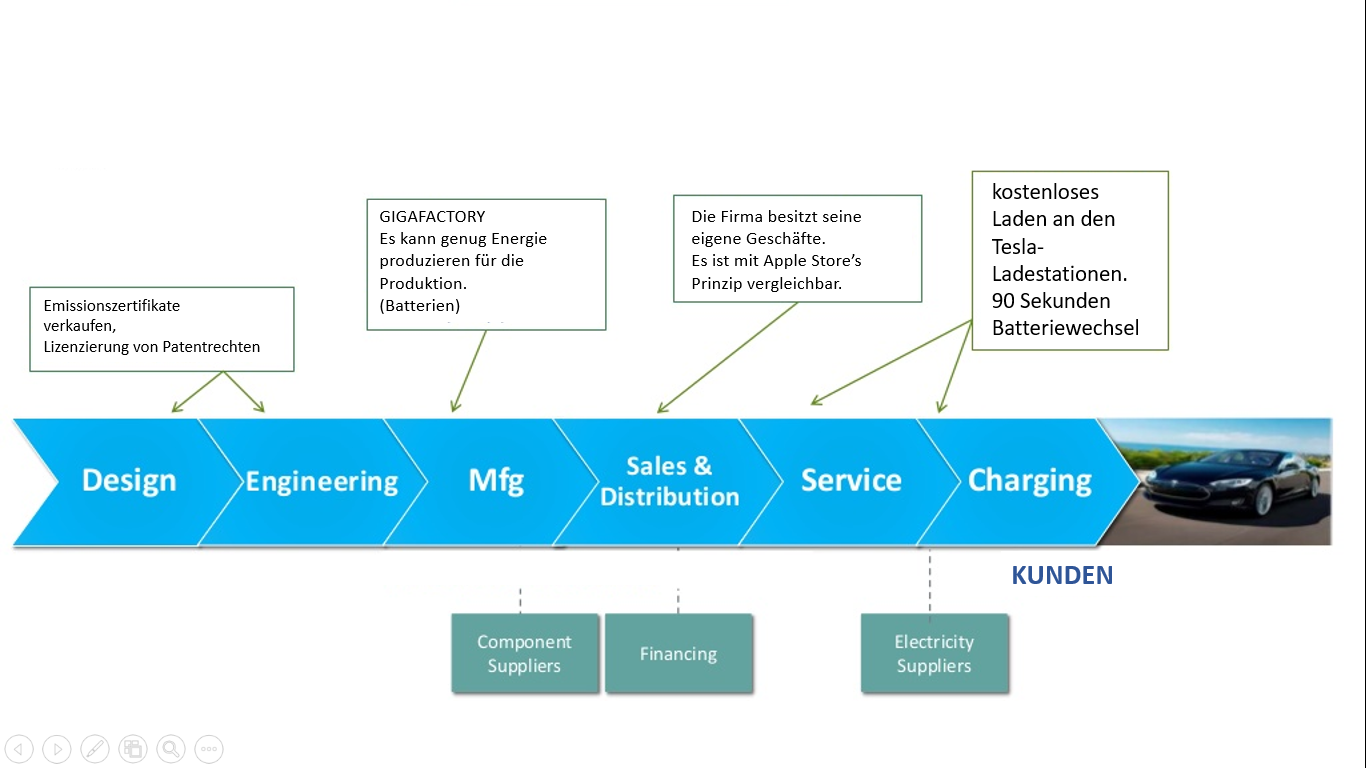 kostenloses
Laden an den
Tesla-
Ladestationen.
90 Sekunden
Batteriewechsel
Die Firma besitzt seine
eigene Geschäfte.
Es ist mit Apple Store’s
Prinzip vergleichbar.
GIGAFACTORY
Es kann genug Energie
produzieren für die
Produktion.
(Batterien)
Emissionszertifikate
verkaufen,
Lizenzierung von Patentrechten
Design
Engineering
Mfg
Sales &
Distribution
Service
Charging
KUNDEN
Component
Suppliers
Financing
Electricity
Suppliers